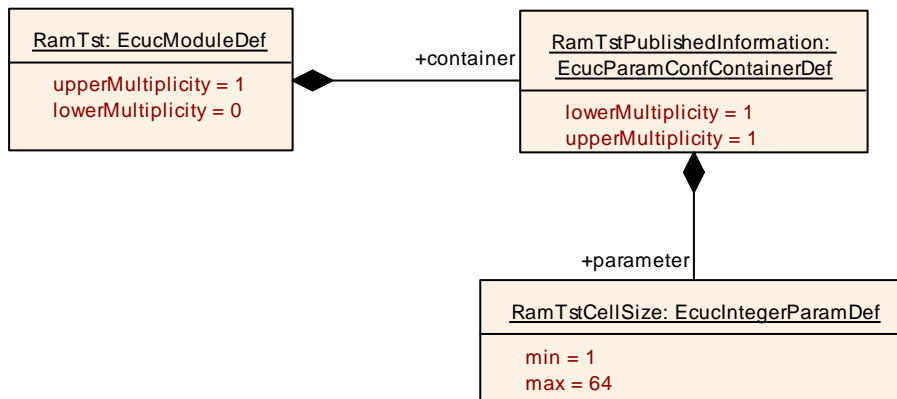 RamTst: EcucModuleDef
upperMultiplicity = 1
lowerMultiplicity = 0
+container
RamTstPublishedInformation:
EcucParamConfContainerDef
lowerMultiplicity = 1
upperMultiplicity = 1
+parameter
RamTstCellSize: EcucIntegerParamDef
min = 1
max = 64